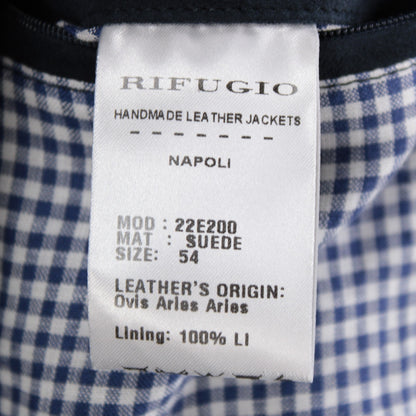 RIFUGIO
HANDMADE LEATHER JACKETS
- - - - - - -
NAPOLI
MOD : 22E200
MAT : SUEDE
SIZE: 54
LEATHER'S ORIGIN:
Ovis Aries Aries
Lining: 100% LI